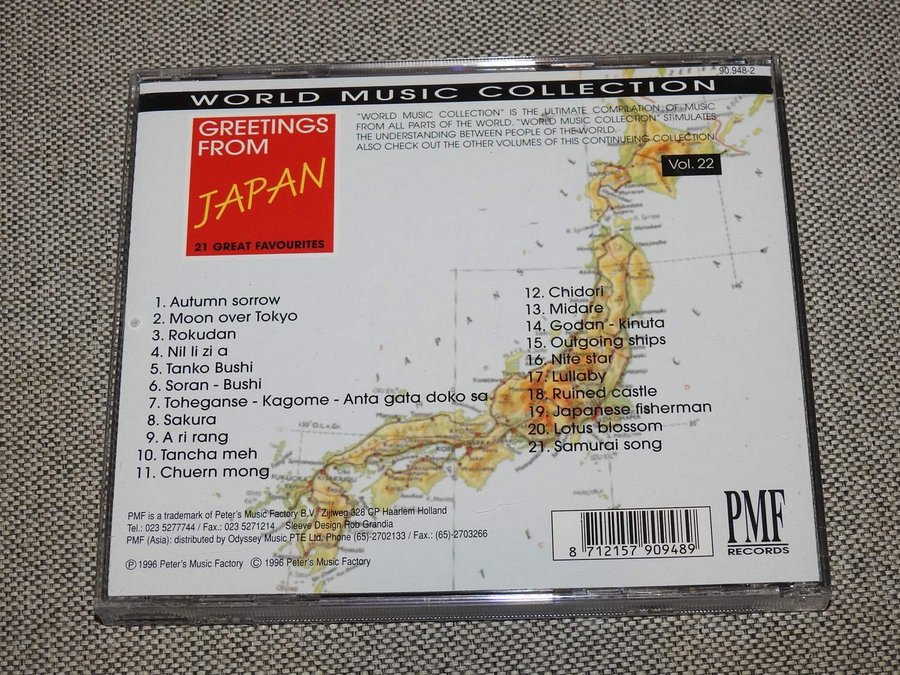 90.948-2
WORLD MUSIC COLLECTION
GREETINGS
FROM
JAPAN
21 GREAT FAVOURITES
"WORLD MUSIC COLLECTION" IS THE ULTIMATE COMPILATION OF MUSIC
FROM ALL PARTS OF THE WORLD. "WORLD MUSIC COLLECTION" STIMULATES
THE UNDERSTANDING BETWEEN PEOPLE OF THE WORLD.
ALSO CHECK OUT THE OTHER VOLUMES OF THIS CONTINUEING COLLECTION.
Vol. 22
1. Autumn sorrow
2. Moon over Tokyo
3. Rokudan
4. Nil li zi a
5. Tanko Bushi
6. Soran - Bushi
7. Toheganse - Kagome - Anta gata doko sa
8. Sakura
9. A ri rang
10. Tancha meh
11. Chuern mong
12. Chidori
13. Midare
14. Godan - kinuta
15. Outgoing ships
16. Nite star
17. Lullaby
18. Ruined castle
19. Japanese fisherman
20. Lotus blossom
21. Samurai song
PMF is a trademark of Peter's Music Factory B.V. Zijlweg 328 GP Haarlem Holland
Tel.: 023 5277744 / Fax.: 023 5271214 Sleeve Design Rob Grandia
PMF (Asia): distributed by Odyssey Music PTE Ltd. Phone (65)-2702133 / Fax.: (65)-2703266
Ⓟ 1996 Peter's Music Factory © 1996 Peter's Music Factory
8 712157 909489
PMF
RECORDS